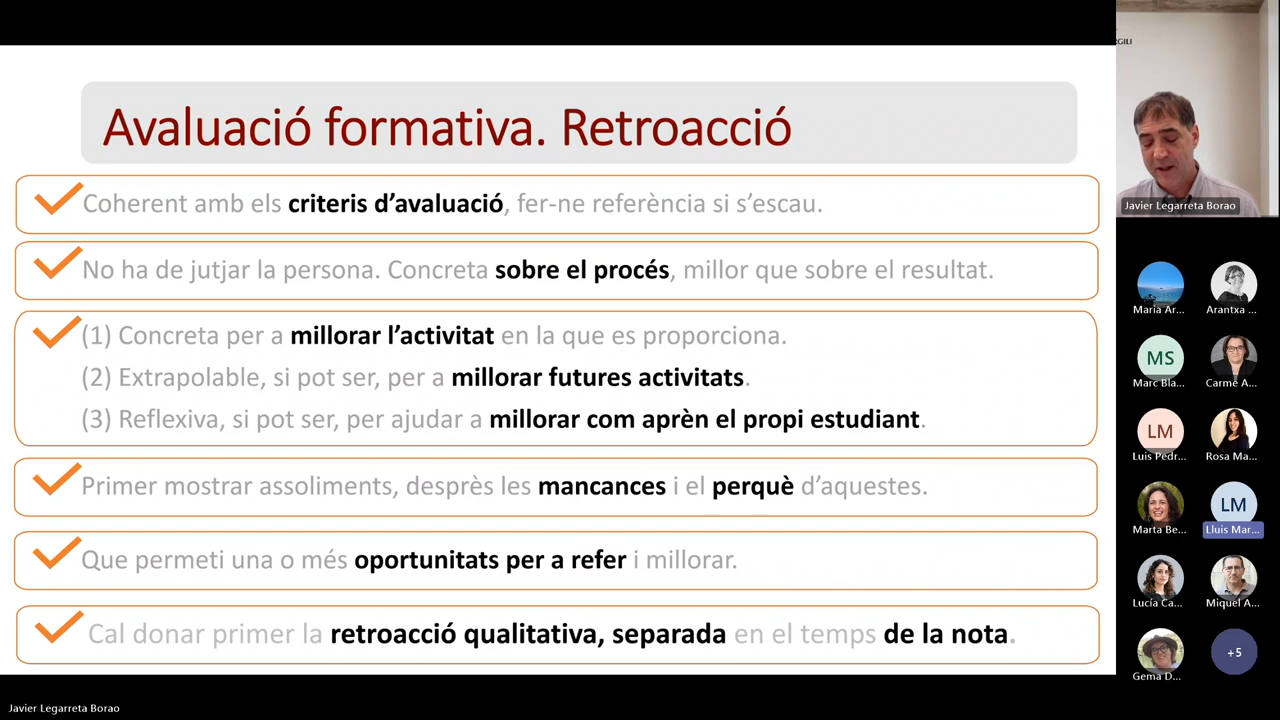 Avaluació formativa. Retroacció
Coherent amb els criteris d’avaluació, fer-ne referència si s’escau.
No ha de jutjar la persona. Concreta sobre el procés, millor que sobre el resultat.
(1) Concreta per a millorar l’activitat en la que es proporciona.
(2) Extrapolable, si pot ser, per a millorar futures activitats.
(3) Reflexiva, si pot ser, per ajudar a millorar com aprèn el propi estudiant.
Primer mostrar assoliments, desprès les mancances i el perquè d’aquestes.
Que permeti una o més oportunitats per a refer i millorar.
Cal donar primer la retroacció qualitativa, separada en el temps de la nota.
Javier Legarreta Borao
Maria Ar...
Arantxa ...
MS
Marc Bla...
Carme A...
LM
Luis Pedr...
Rosa Ma...
Marta Be...
LM
Lluis Mar...
Lucía Ca...
Miquel A...
Gema D...
+5
Javier Legarreta Borao